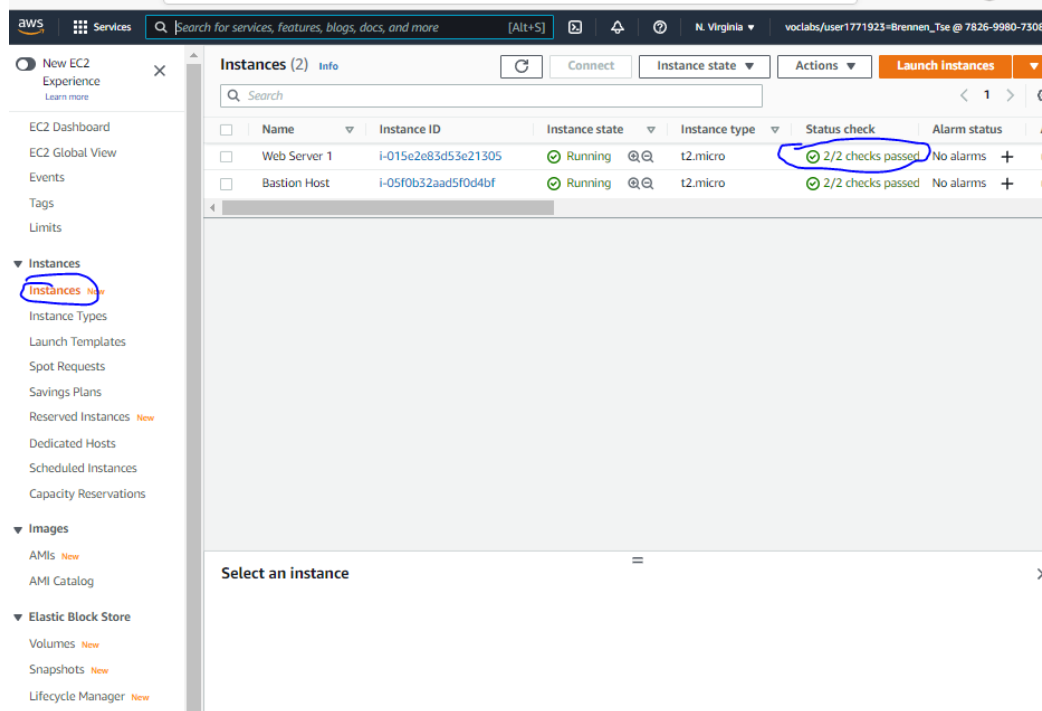 aws Services Search for services, features, blogs, docs, and more [Alt+S] N. Virginia voclabs/user1771923=Brennen_Tse @ 7826-9980-7308
New EC2
Experience
Learn more
EC2 Dashboard
EC2 Global View
Events
Tags
Limits
Instances
Instances New
Instance Types
Launch Templates
Spot Requests
Savings Plans
Reserved Instances New
Dedicated Hosts
Scheduled Instances
Capacity Reservations
Images
AMIs New
AMI Catalog
Elastic Block Store
Volumes New
Snapshots New
Lifecycle Manager New
Instances (2) Info
Connect Instance state Actions Launch instances
Search
1
Name Instance ID Instance state Instance type Status check Alarm status
Web Server 1 i-015e2e83d53e21305 Running t2.micro 2/2 checks passed No alarms +
Bastion Host i-05f0b32aad5f0d4bf Running t2.micro 2/2 checks passed No alarms +
Select an instance